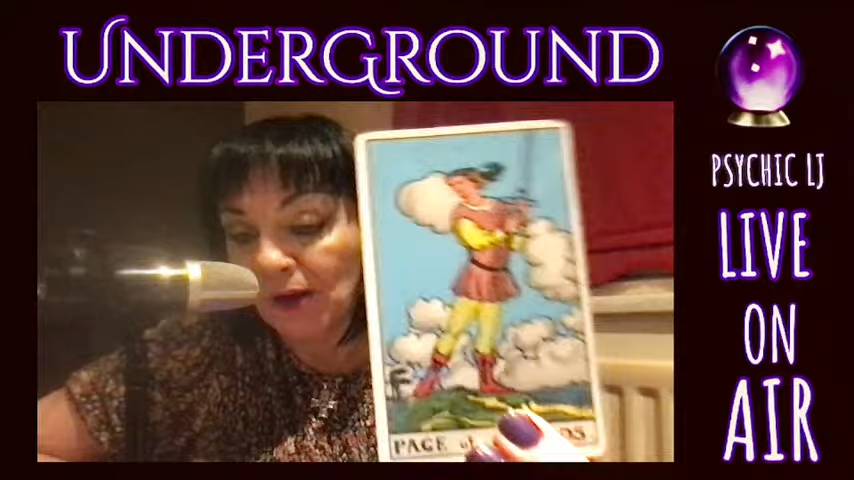 UNDERGROUND
PSYCHIC LJ
LIVE
ON
AIR
PAGE of